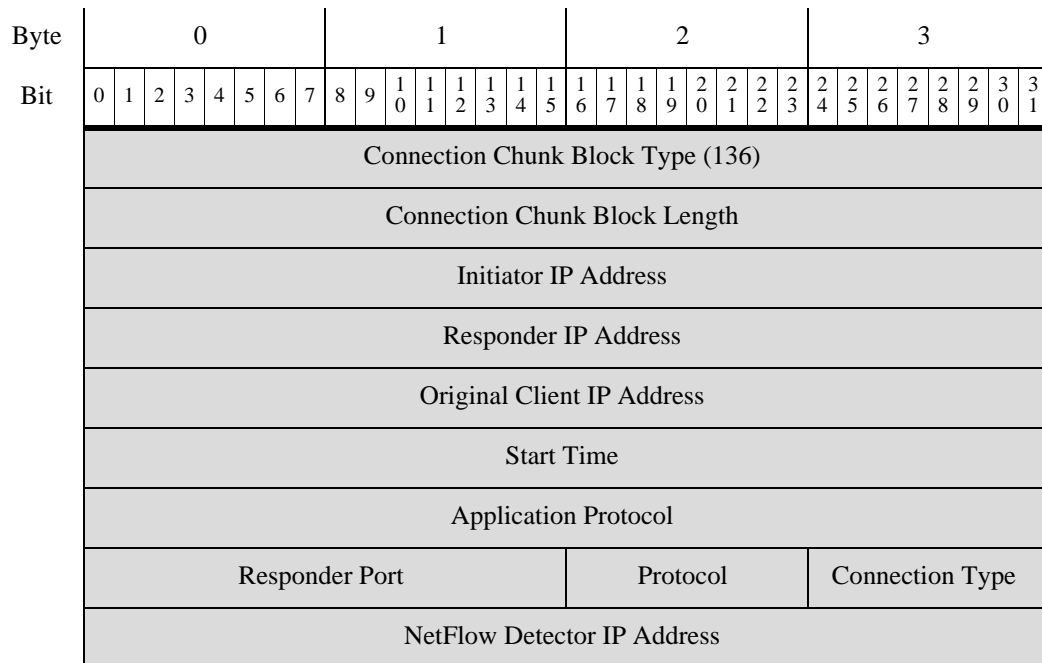 Byte 0 1 2 3
Bit 0 1 2 3 4 5 6 7 8 9 10 11 12 13 14 15 16 17 18 19 20 21 22 23 24 25 26 27 28 29 30 31
Connection Chunk Block Type (136)
Connection Chunk Block Length
Initiator IP Address
Responder IP Address
Original Client IP Address
Start Time
Application Protocol
Responder Port Protocol Connection Type
NetFlow Detector IP Address